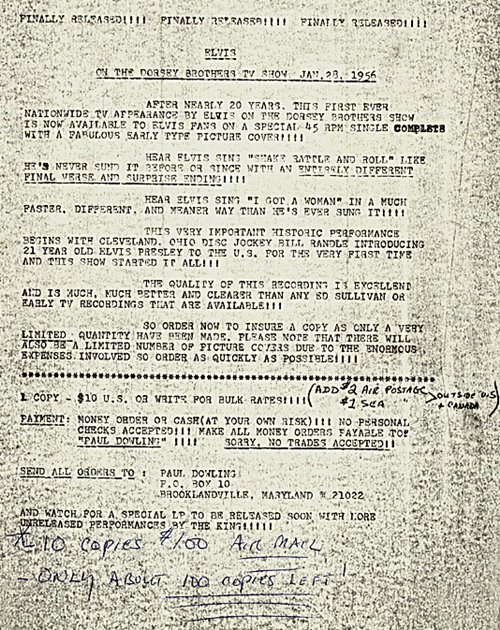 FINALLY RELEASED!!!! FINALLY RELEASED!!!! FINALLY RELEASED!!!!
ELVIS
ON THE DORSEY BROTHERS TV SHOW, JAN.28, 1956
AFTER NEARLY 20 YEARS, THIS FIRST EVER
NATIONWIDE TV APPEARANCE BY ELVIS ON THE DORSEY BROTHERS SHOW
IS NOW AVAILABLE TO ELVIS FANS ON A SPECIAL 45 RPM SINGLE COMPLETE
WITH A FABULOUS EARLY TYPE PICTURE COVER!!!!
HEAR ELVIS SING "SHAKE RATTLE AND ROLL" LIKE
HE'S NEVER SUNG IT BEFORE OR SINCE WITH AN ENTIRELY DIFFERENT
FINAL VERSE AND SURPRISE ENDING!!!!
HEAR ELVIS SING "I GOT A WOMAN" IN A MUCH
FASTER, DIFFERENT, AND MEANER WAY THAN HE'S EVER SUNG IT!!!!
THIS VERY IMPORTANT HISTORIC PERFORMANCE
BEGINS WITH CLEVELAND, OHIO DISC JOCKEY BILL RANDLE INTRODUCING
21 YEAR OLD ELVIS PRESLEY TO THE U.S. FOR THE VERY FIRST TIME
AND THIS SHOW STARTED IT ALL!!!
THE QUALITY OF THIS RECORDING IS EXCELLENT
AND IS MUCH, MUCH BETTER AND CLEARER THAN ANY ED SULLIVAN OR
EARLY TV RECORDINGS THAT ARE AVAILABLE!!!
SO ORDER NOW TO INSURE A COPY AS ONLY A VERY
LIMITED QUANTITY HAVE BEEN MADE. PLEASE NOTE THAT THERE WILL
ALSO BE A LIMITED NUMBER OF PICTURE COVERS DUE TO THE ENORMOUS
EXPENSES INVOLVED SO ORDER AS QUICKLY AS POSSIBLE!!!!
1 COPY - $10 U.S. OR WRITE FOR BULK RATES!!!! (ADD $2 AIR POSTAGE
$1 SEA
OUTSIDE U.S
+ CANADA
PAYMENT: MONEY ORDER OR CASH(AT YOUR OWN RISK)!!! NO PERSONAL
CHECKS ACCEPTED!!! MAKE ALL MONEY ORDERS PAYABLE TO:
"PAUL DOWLING" !!!! SORRY, NO TRADES ACCEPTED!!
SEND ALL ORDERS TO : PAUL DOWLING
P.O. BOX 10
BROOKLANDVILLE, MARYLAND 21022
AND WATCH FOR A SPECIAL LP TO BE RELEASED SOON WITH MORE
UNRELEASED PERFORMANCES BY THE KING!!!!!
* 10 COPIES $100 AIR MAIL
- ONLY ABOUT 100 COPIES LEFT!